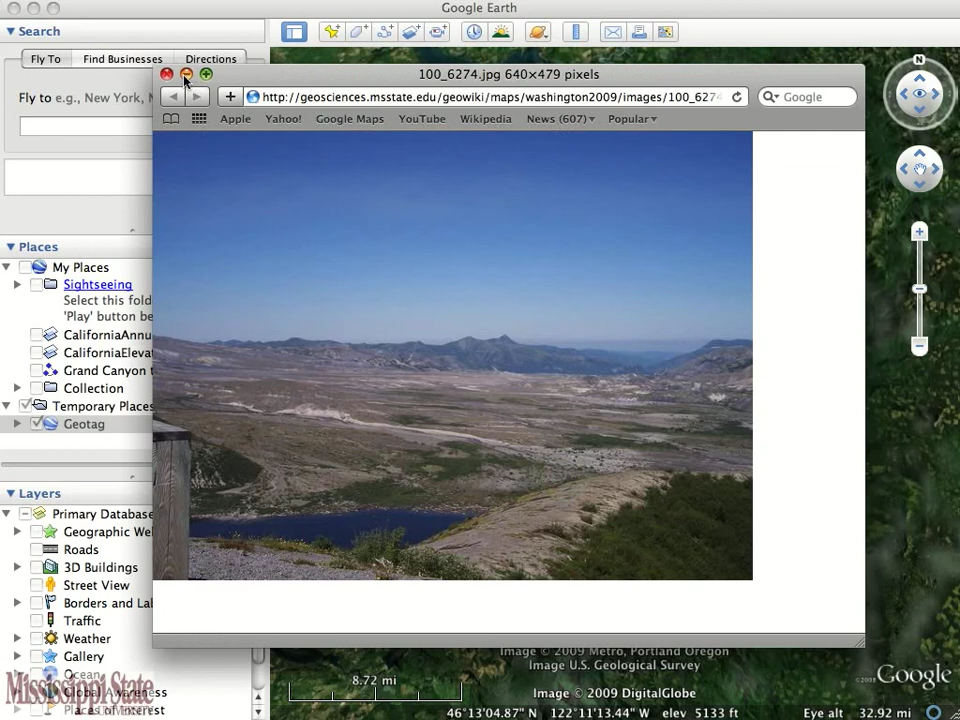 Google Earth
Search
Fly To
Find Businesses
Directions
Fly to e.g., New York, N
100_6274.jpg 640×479 pixels
http://geosciences.msstate.edu/geowiki/maps/washington2009/images/100_6274
Google
Apple
Yahoo!
Google Maps
YouTube
Wikipedia
News (607)
Popular
N
Places
My Places
Sightseeing
Select this fold
'Play' button be
CaliforniaAnnu
CaliforniaElevat
Grand Canyon t
Collection
Temporary Places
Geotag
Layers
Primary Database
Geographic We
Roads
3D Buildings
Street View
Borders and Lab
Traffic
Weather
Gallery
Ocean
Global Awareness
Places of Interest
Mississippi State
Image © 2009 Metro, Portland Oregon
Image U.S. Geological Survey
8.72 mi
Image © 2009 DigitalGlobe
©2009 Google
46°13'04.87" N 122°11'13.44" W elev 5133 ft
Eye alt 32.92 mi